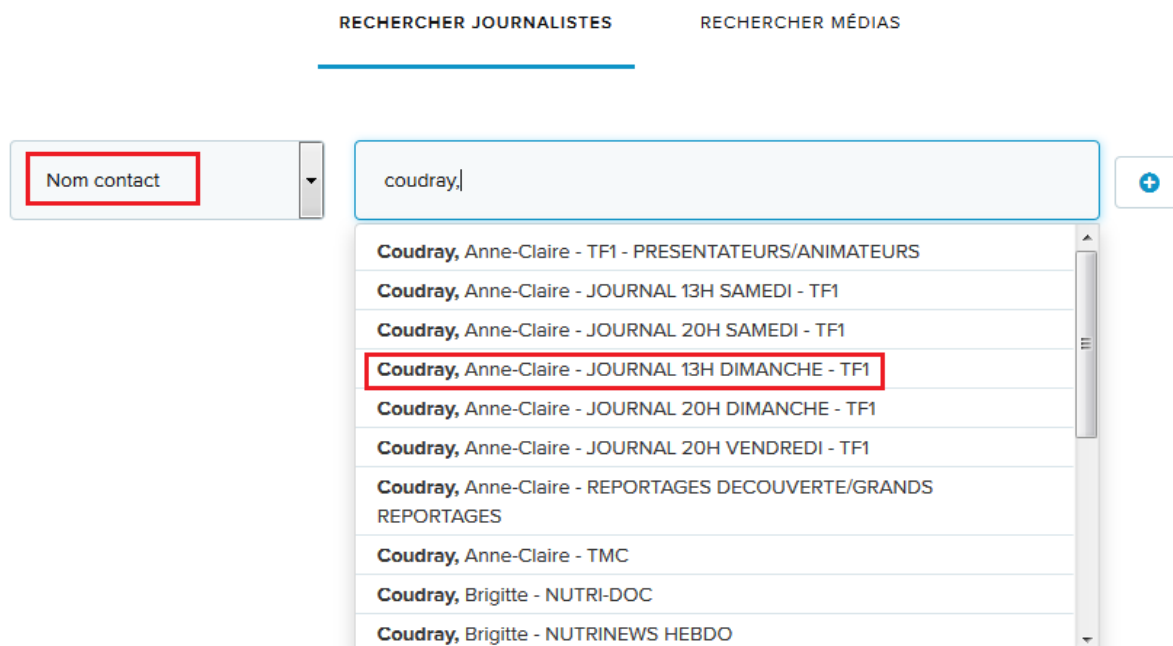 RECHERCHER JOURNALISTES RECHERCHER MÉDIAS
Nom contact coudray,
Coudray, Anne-Claire - TF1 - PRESENTATEURS/ANIMATEURS
Coudray, Anne-Claire - JOURNAL 13H SAMEDI - TF1
Coudray, Anne-Claire - JOURNAL 20H SAMEDI - TF1
Coudray, Anne-Claire - JOURNAL 13H DIMANCHE - TF1
Coudray, Anne-Claire - JOURNAL 20H DIMANCHE - TF1
Coudray, Anne-Claire - JOURNAL 20H VENDREDI - TF1
Coudray, Anne-Claire - REPORTAGES DECOUVERTE/GRANDS
REPORTAGES
Coudray, Anne-Claire - TMC
Coudray, Brigitte - NUTRI-DOC
Coudray, Brigitte - NUTRINEWS HEBDO